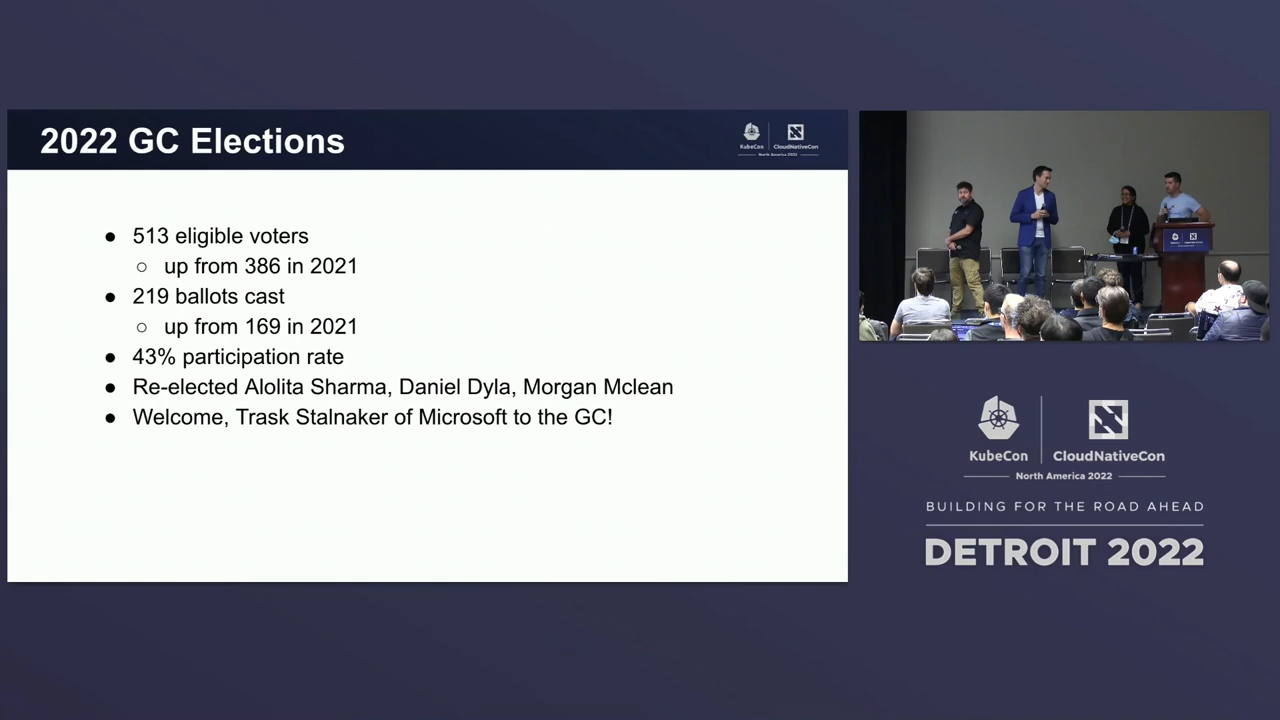 2022 GC Elections
KubeCon
CloudNativeCon
North America 2022
● 513 eligible voters
○ up from 386 in 2021
● 219 ballots cast
○ up from 169 in 2021
● 43% participation rate
● Re-elected Alolita Sharma, Daniel Dyla, Morgan Mclean
● Welcome, Trask Stalnaker of Microsoft to the GC!
KubeCon
CloudNativeCon
North America 2022
BUILDING FOR THE ROAD AHEAD
DETROIT 2022